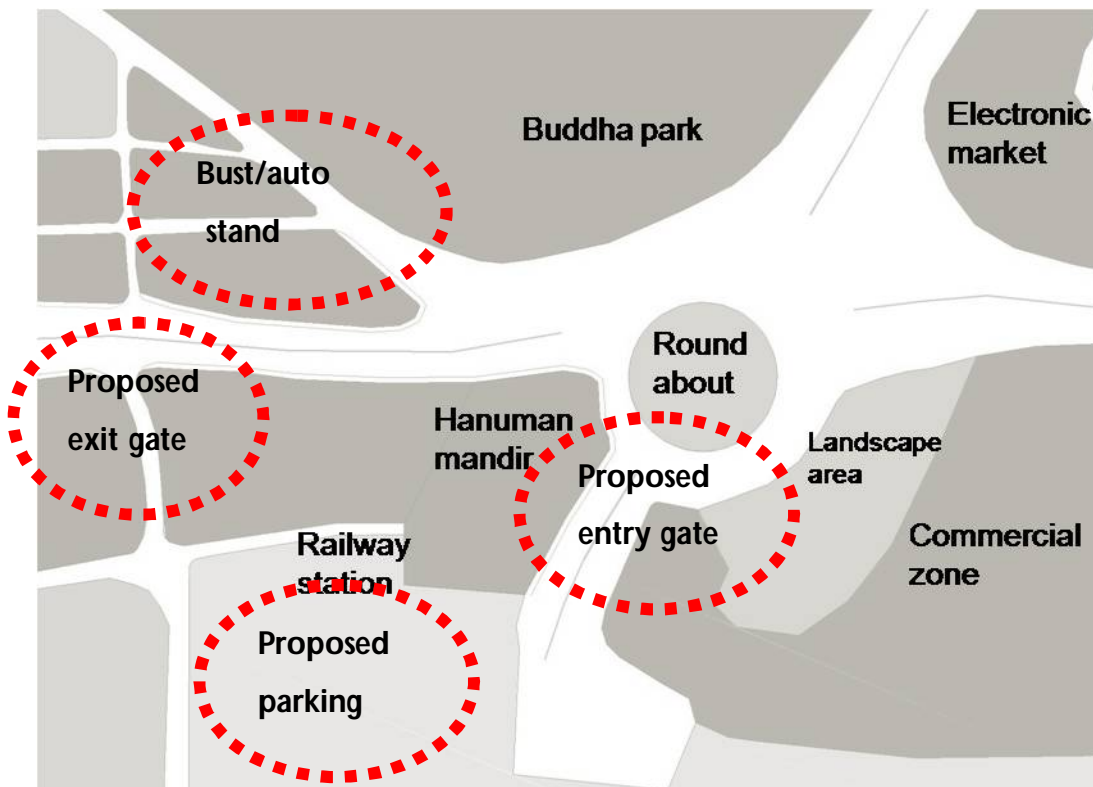 Buddha park
Electronic
market
Bust/auto
stand
Round
about
Proposed
exit gate
Hanuman
mandir
Landscape
area
Proposed
entry gate
Commercial
zone
Railway
station
Proposed
parking